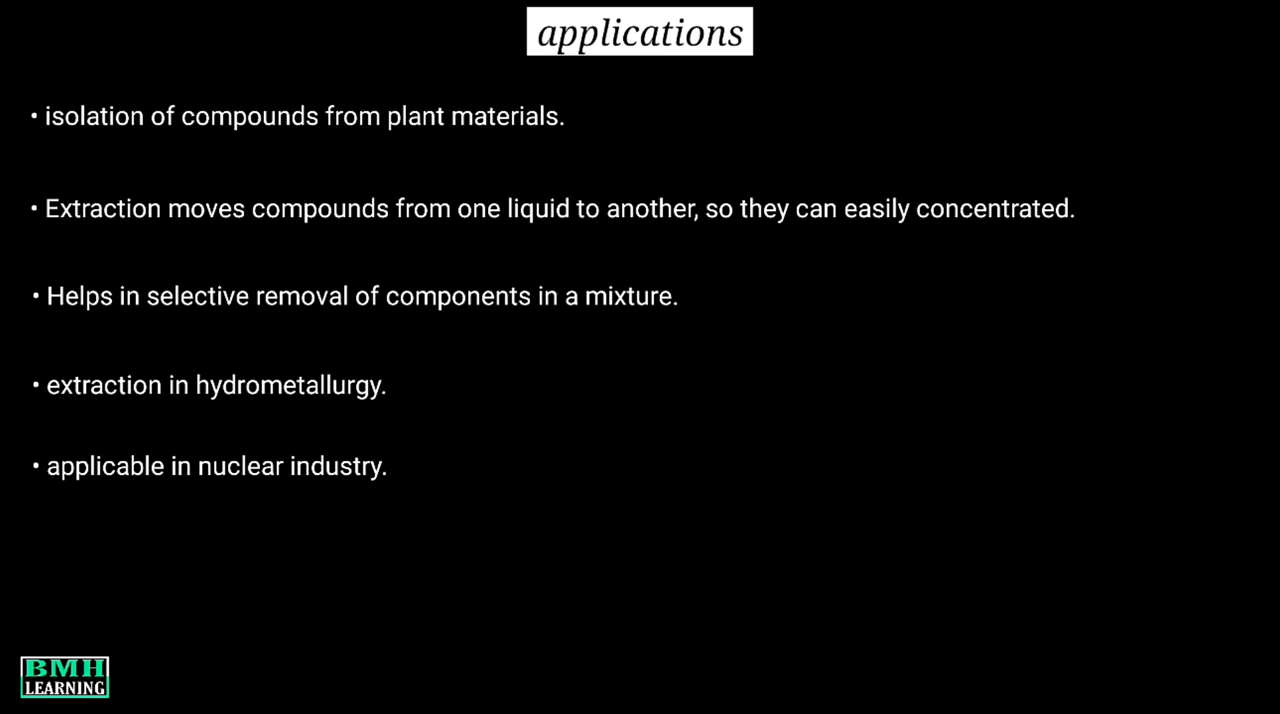 applications
• isolation of compounds from plant materials.
• Extraction moves compounds from one liquid to another, so they can easily concentrated.
• Helps in selective removal of components in a mixture.
• extraction in hydrometallurgy.
• applicable in nuclear industry.
BMH
LEARNING